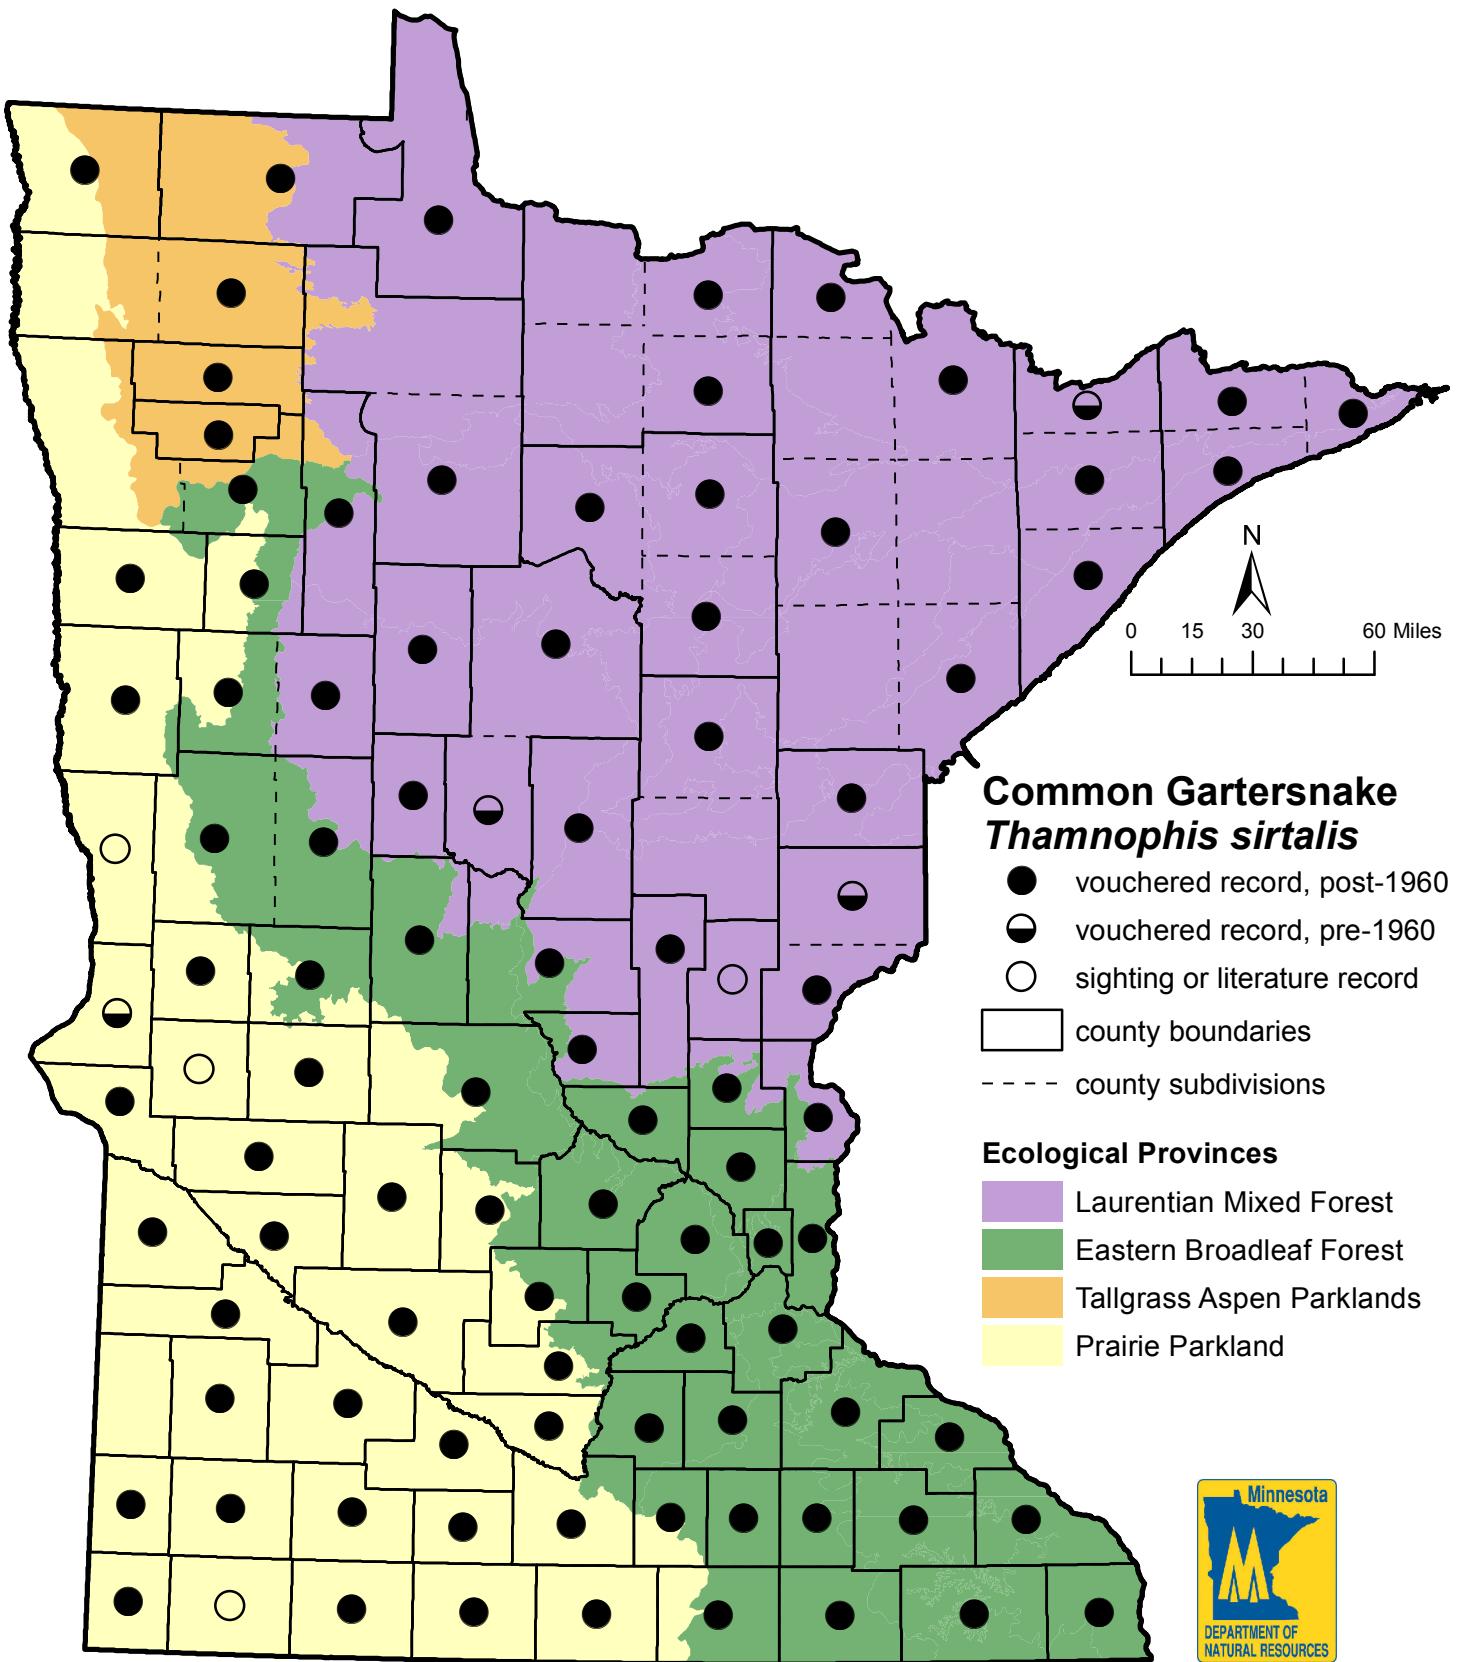 N
0 15 30 60 Miles
Common Gartersnake
Thamnophis sirtalis
vouchered record, post-1960
vouchered record, pre-1960
sighting or literature record
county boundaries
county subdivisions
Ecological Provinces
Laurentian Mixed Forest
Eastern Broadleaf Forest
Tallgrass Aspen Parklands
Prairie Parkland
Minnesota
DEPARTMENT OF
NATURAL RESOURCES